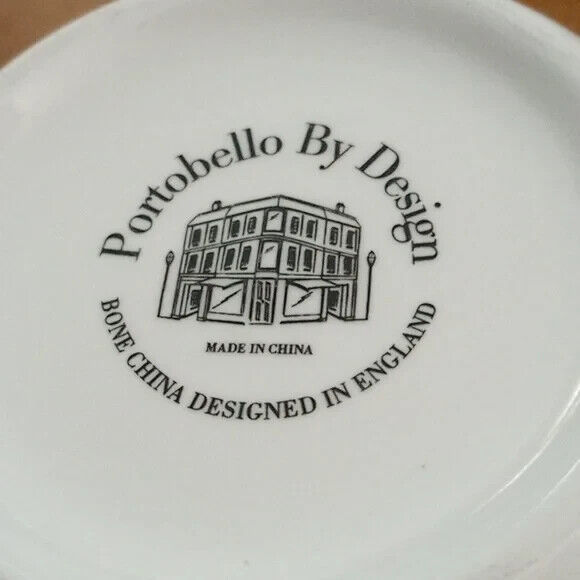 Portobello By Design
MADE IN CHINA
BONE CHINA DESIGNED IN ENGLAND